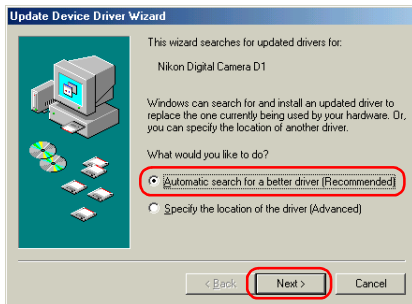 Update Device Driver Wizard
This wizard searches for updated drivers for:
Nikon Digital Camera D1
Windows can search for and install an updated driver to
replace the one currently being used by your hardware. Or,
you can specify the location of another driver.
What would you like to do?
Automatic search for a better driver (Recommended)
Specify the location of the driver (Advanced)
< Back
Next >
Cancel